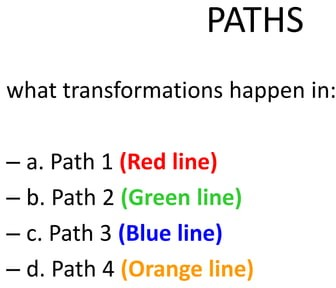 PATHS
what transformations happen in:
– a. Path 1 (Red line)
– b. Path 2 (Green line)
– c. Path 3 (Blue line)
– d. Path 4 (Orange line)